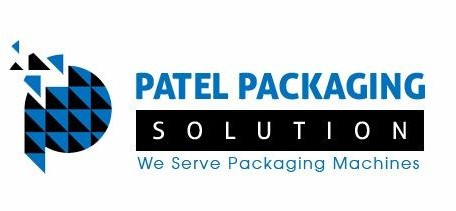 PATEL PACKAGING
SOLUTION
We Serve Packaging Machines